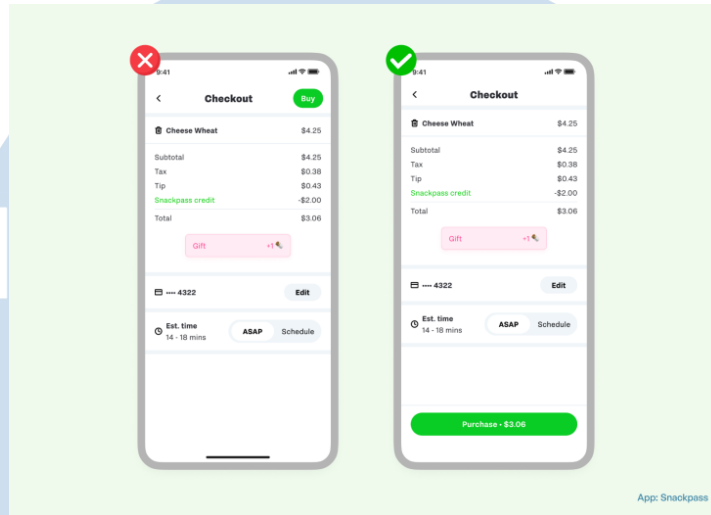 9:41
Checkout
Buy
Cheese Wheat $4.25
Subtotal $4.25
Tax $0.38
Tip $0.43
Snackpass credit -$2.00
Total $3.06
Gift +1
---- 4322 Edit
Est. time
14 - 18 mins
ASAP Schedule
9:41
Checkout
Cheese Wheat $4.25
Subtotal $4.25
Tax $0.38
Tip $0.43
Snackpass credit -$2.00
Total $3.06
Gift +1
---- 4322 Edit
Est. time
14 - 18 mins
ASAP Schedule
Purchase • $3.06
App: Snackpass